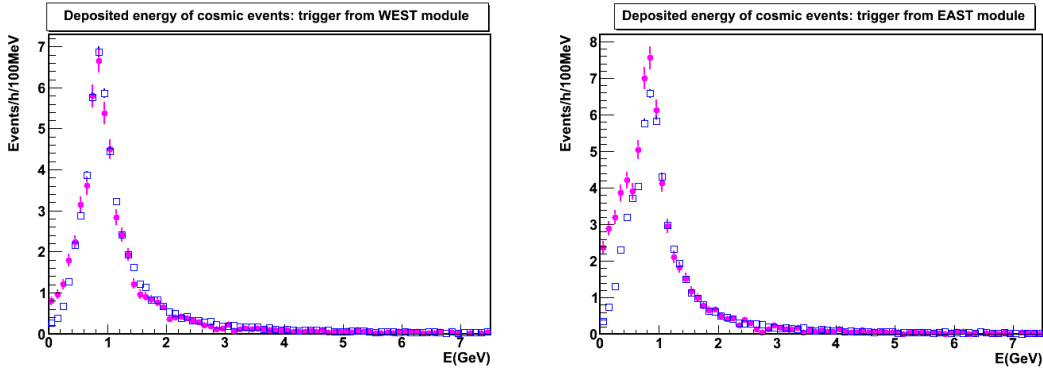 Deposited energy of cosmic events: trigger from WEST module
Events/h/100MeV
7
6
5
4
3
2
1
0
0 1 2 3 4 5 6 7
E(GeV)
Deposited energy of cosmic events: trigger from EAST module
Events/h/100MeV
8
7
6
5
4
3
2
1
0
0 1 2 3 4 5 6 7
E(GeV)